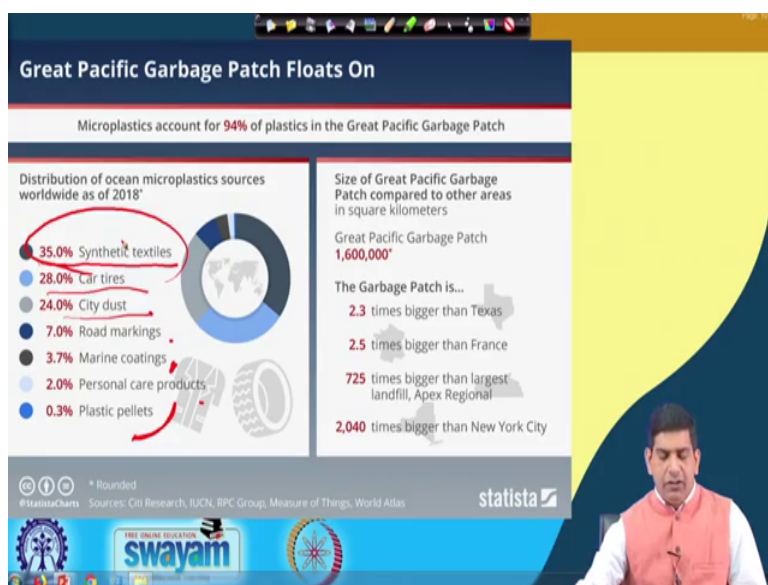 Great Pacific Garbage Patch Floats On
Microplastics account for 94% of plastics in the Great Pacific Garbage Patch
Distribution of ocean microplastics sources
worldwide as of 2018*
35.0% Synthetic textiles
28.0% Car tires
24.0% City dust
7.0% Road markings
3.7% Marine coatings
2.0% Personal care products
0.3% Plastic pellets
Size of Great Pacific Garbage
Patch compared to other areas
in square kilometers
Great Pacific Garbage Patch
1,600,000*
The Garbage Patch is...
2.3 times bigger than Texas
2.5 times bigger than France
725 times bigger than largest
landfill, Apex Regional
2,040 times bigger than New York City
* Rounded
@StatistaCharts Sources: Citi Research, IUCN, RPC Group, Measure of Things, World Atlas
statista
FREE ONLINE EDUCATION
swayam